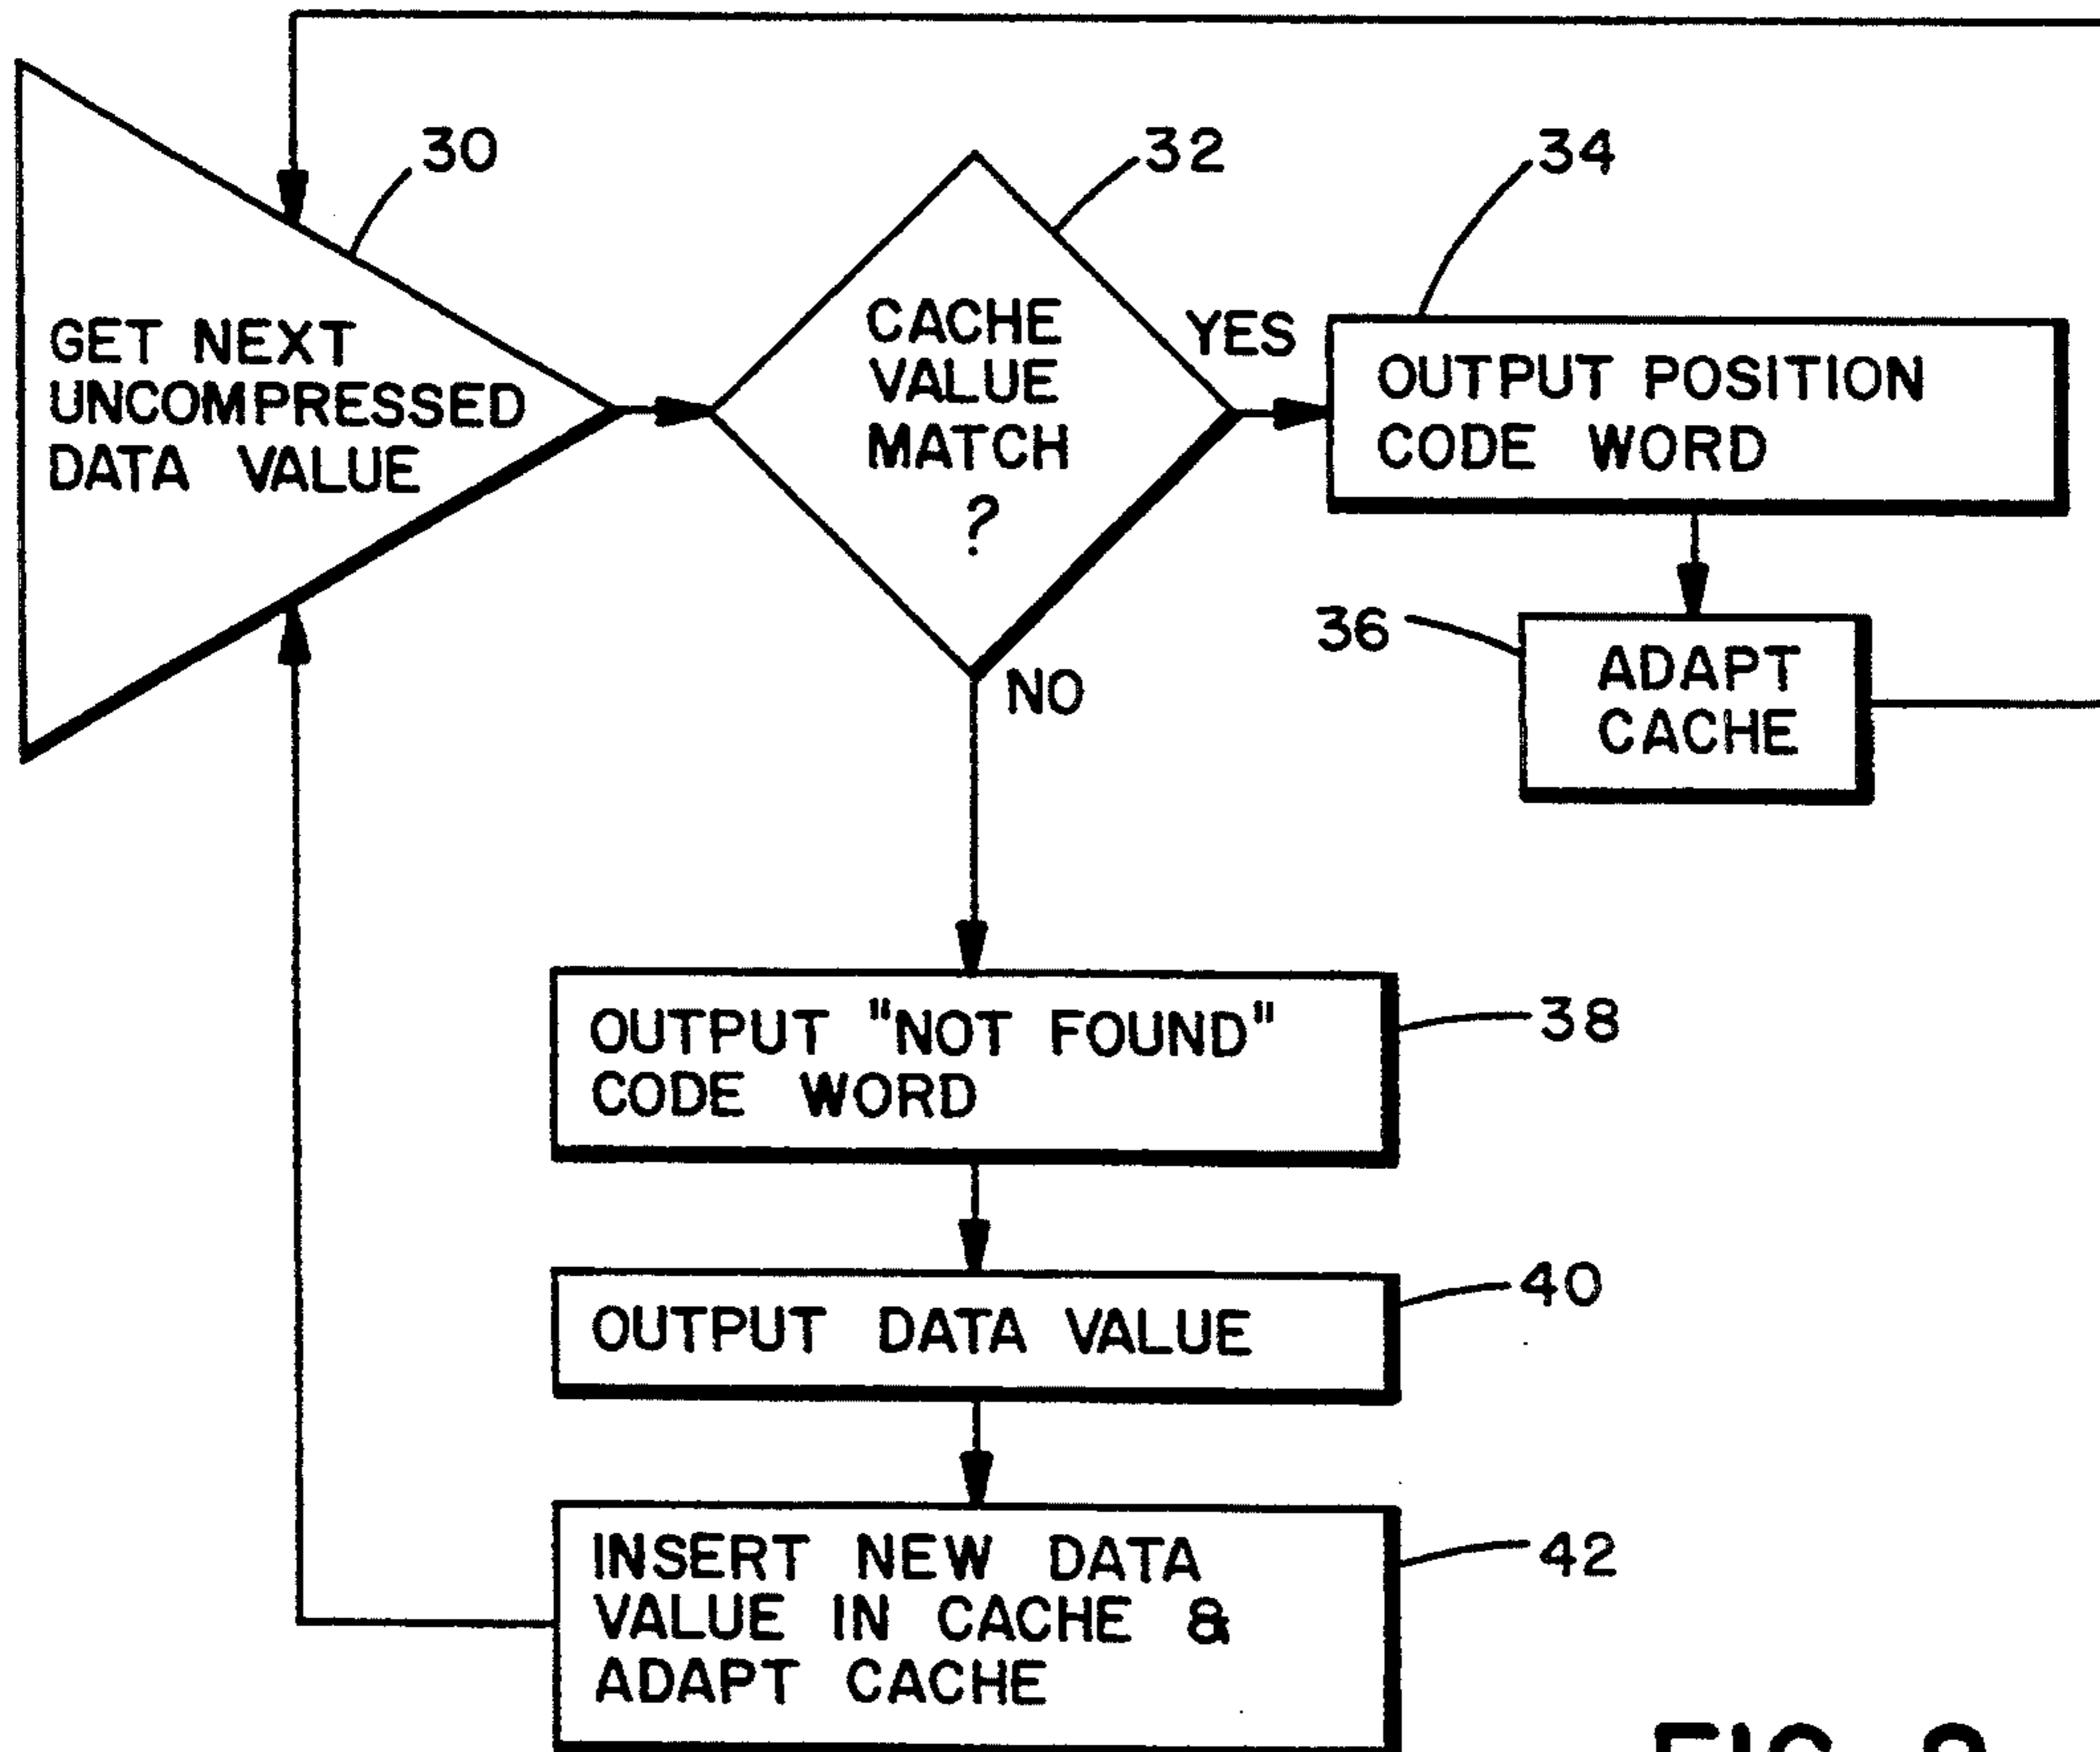 30
32
34
GET NEXT
UNCOMPRESSED
DATA VALUE
CACHE
VALUE
MATCH
?
YES
OUTPUT POSITION
CODE WORD
36
ADAPT
CACHE
NO
OUTPUT "NOT FOUND"
CODE WORD
38
OUTPUT DATA VALUE
40
INSERT NEW DATA
VALUE IN CACHE &
ADAPT CACHE
42
FIG.